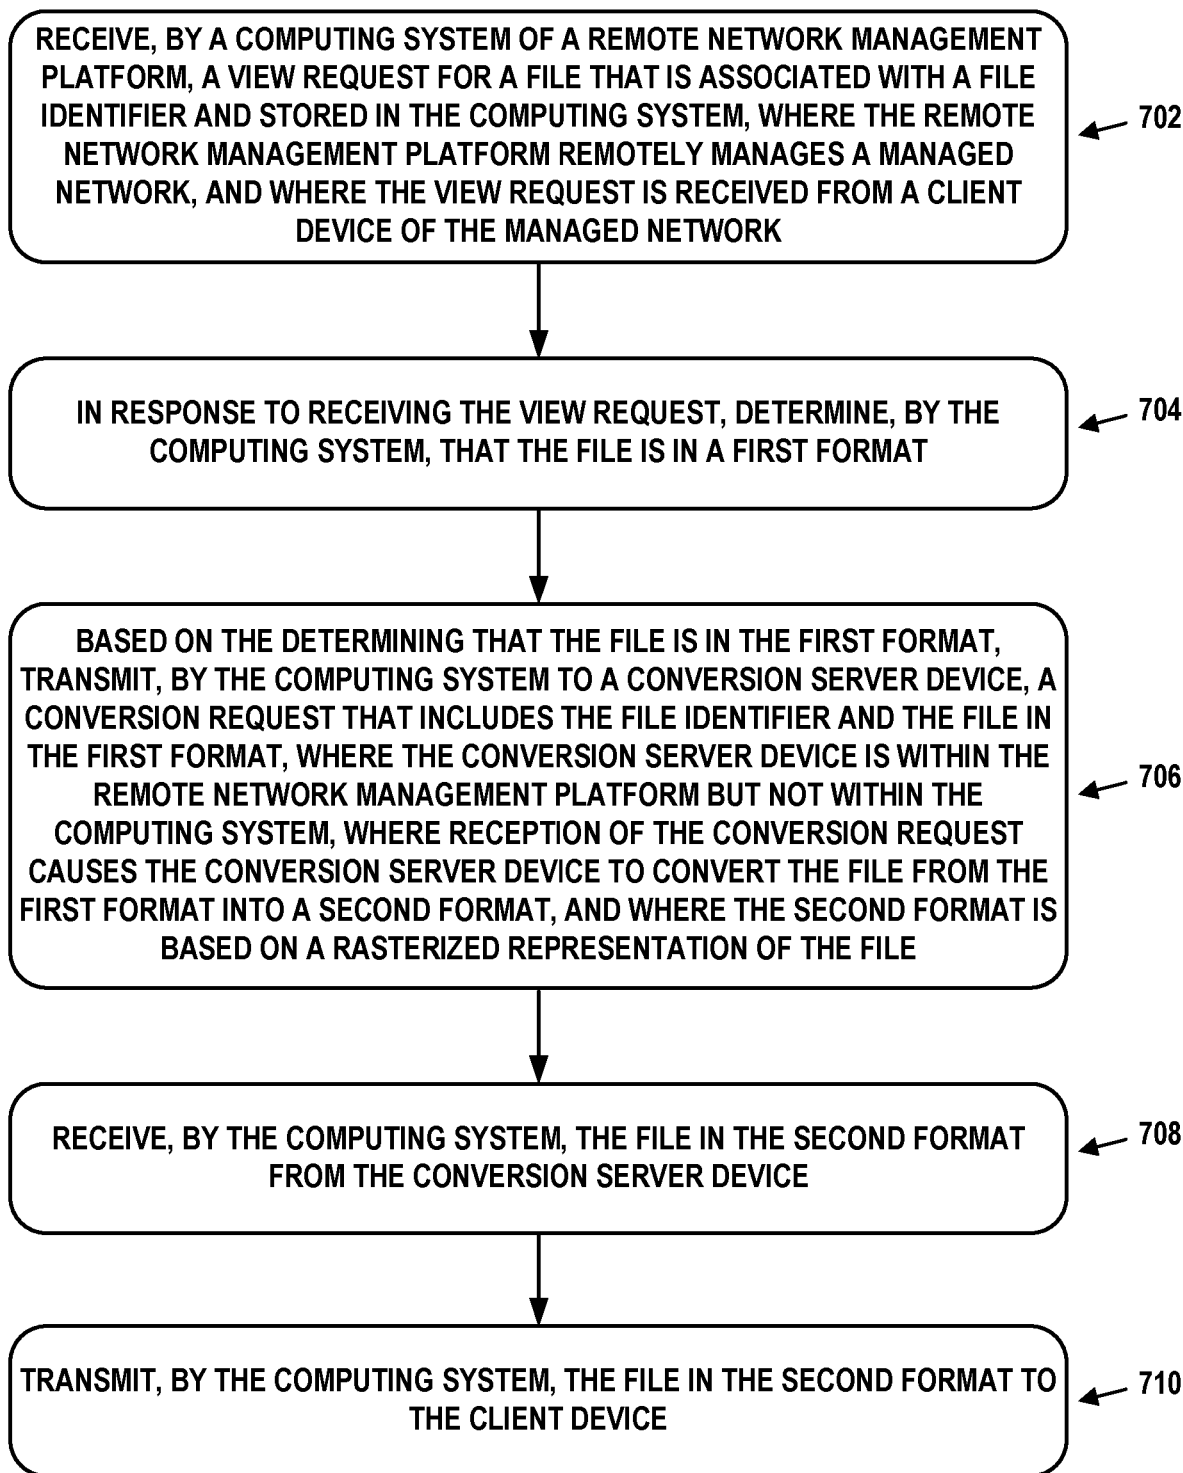 RECEIVE, BY A COMPUTING SYSTEM OF A REMOTE NETWORK MANAGEMENT
PLATFORM, A VIEW REQUEST FOR A FILE THAT IS ASSOCIATED WITH A FILE
IDENTIFIER AND STORED IN THE COMPUTING SYSTEM, WHERE THE REMOTE
NETWORK MANAGEMENT PLATFORM REMOTELY MANAGES A MANAGED
NETWORK, AND WHERE THE VIEW REQUEST IS RECEIVED FROM A CLIENT
DEVICE OF THE MANAGED NETWORK
702
IN RESPONSE TO RECEIVING THE VIEW REQUEST, DETERMINE, BY THE
COMPUTING SYSTEM, THAT THE FILE IS IN A FIRST FORMAT
704
BASED ON THE DETERMINING THAT THE FILE IS IN THE FIRST FORMAT,
TRANSMIT, BY THE COMPUTING SYSTEM TO A CONVERSION SERVER DEVICE, A
CONVERSION REQUEST THAT INCLUDES THE FILE IDENTIFIER AND THE FILE IN
THE FIRST FORMAT, WHERE THE CONVERSION SERVER DEVICE IS WITHIN THE
REMOTE NETWORK MANAGEMENT PLATFORM BUT NOT WITHIN THE
COMPUTING SYSTEM, WHERE RECEPTION OF THE CONVERSION REQUEST
CAUSES THE CONVERSION SERVER DEVICE TO CONVERT THE FILE FROM THE
FIRST FORMAT INTO A SECOND FORMAT, AND WHERE THE SECOND FORMAT IS
BASED ON A RASTERIZED REPRESENTATION OF THE FILE
706
RECEIVE, BY THE COMPUTING SYSTEM, THE FILE IN THE SECOND FORMAT
FROM THE CONVERSION SERVER DEVICE
708
TRANSMIT, BY THE COMPUTING SYSTEM, THE FILE IN THE SECOND FORMAT TO
THE CLIENT DEVICE
710